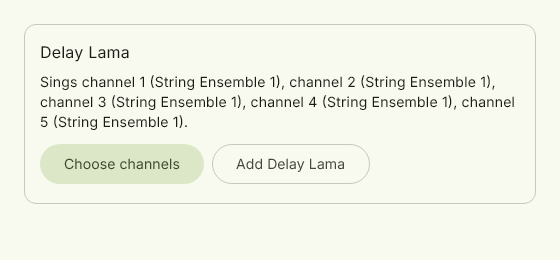 Delay Lama
Sings channel 1 (String Ensemble 1), channel 2 (String Ensemble 1),
channel 3 (String Ensemble 1), channel 4 (String Ensemble 1), channel
5 (String Ensemble 1).
Choose channels
Add Delay Lama